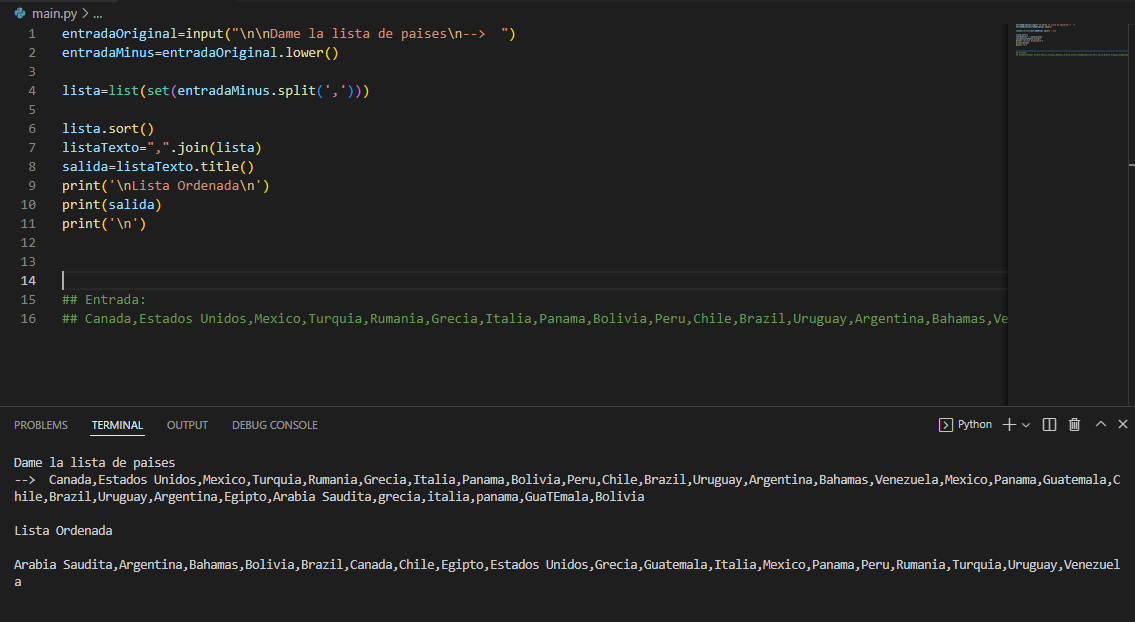 main.py > ...
1 entradaOriginal=input("\n\nDame la lista de paises\n-->  ")
2 entradaMinus=entradaOriginal.lower()
3
4 lista=list(set(entradaMinus.split(',')))
5
6 lista.sort()
7 listaTexto=",".join(lista)
8 salida=listaTexto.title()
9 print('\nLista Ordenada\n')
10 print(salida)
11 print('\n')
12
13
14
15 ## Entrada:
16 ## Canada,Estados Unidos,Mexico,Turquia,Rumania,Grecia,Italia,Panama,Bolivia,Peru,Chile,Brazil,Uruguay,Argentina,Bahamas,Ve
PROBLEMS TERMINAL OUTPUT DEBUG CONSOLE Python
Dame la lista de paises
-->  Canada,Estados Unidos,Mexico,Turquia,Rumania,Grecia,Italia,Panama,Bolivia,Peru,Chile,Brazil,Uruguay,Argentina,Bahamas,Venezuela,Mexico,Panama,Guatemala,C
hile,Brazil,Uruguay,Argentina,Egipto,Arabia Saudita,grecia,italia,panama,GuaTEmala,Bolivia
Lista Ordenada
Arabia Saudita,Argentina,Bahamas,Bolivia,Brazil,Canada,Chile,Egipto,Estados Unidos,Grecia,Guatemala,Italia,Mexico,Panama,Peru,Rumania,Turquia,Uruguay,Venezuel
a